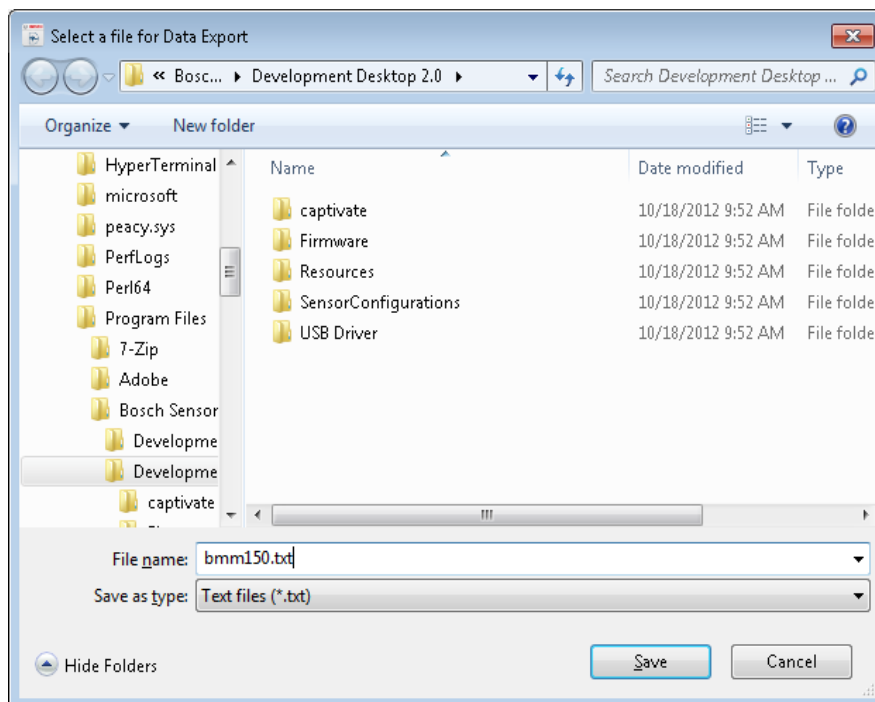 Select a file for Data Export
« Bosc... Development Desktop 2.0
Search Development Desktop ...
Organize New folder
Name Date modified Type
HyperTerminal
microsoft
peacy.sys
PerfLogs
Perl64
Program Files
7-Zip
Adobe
Bosch Sensor
Developme
Developme
captivate
captivate 10/18/2012 9:52 AM File folde
Firmware 10/18/2012 9:52 AM File folde
Resources 10/18/2012 9:52 AM File folde
SensorConfigurations 10/18/2012 9:52 AM File folde
USB Driver 10/18/2012 9:52 AM File folde
File name: bmm150.txt
Save as type: Text files (*.txt)
Hide Folders Save Cancel